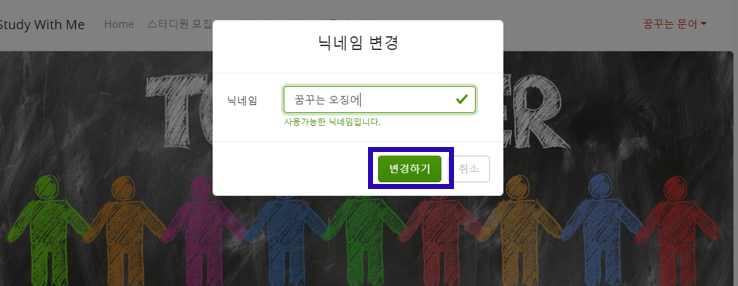 Study With Me
Home
스터디원 모집
꿈꾸는 문어
닉네임 변경
닉네임
꿈꾸는 오징어
사용가능한 닉네임입니다.
변경하기
취소